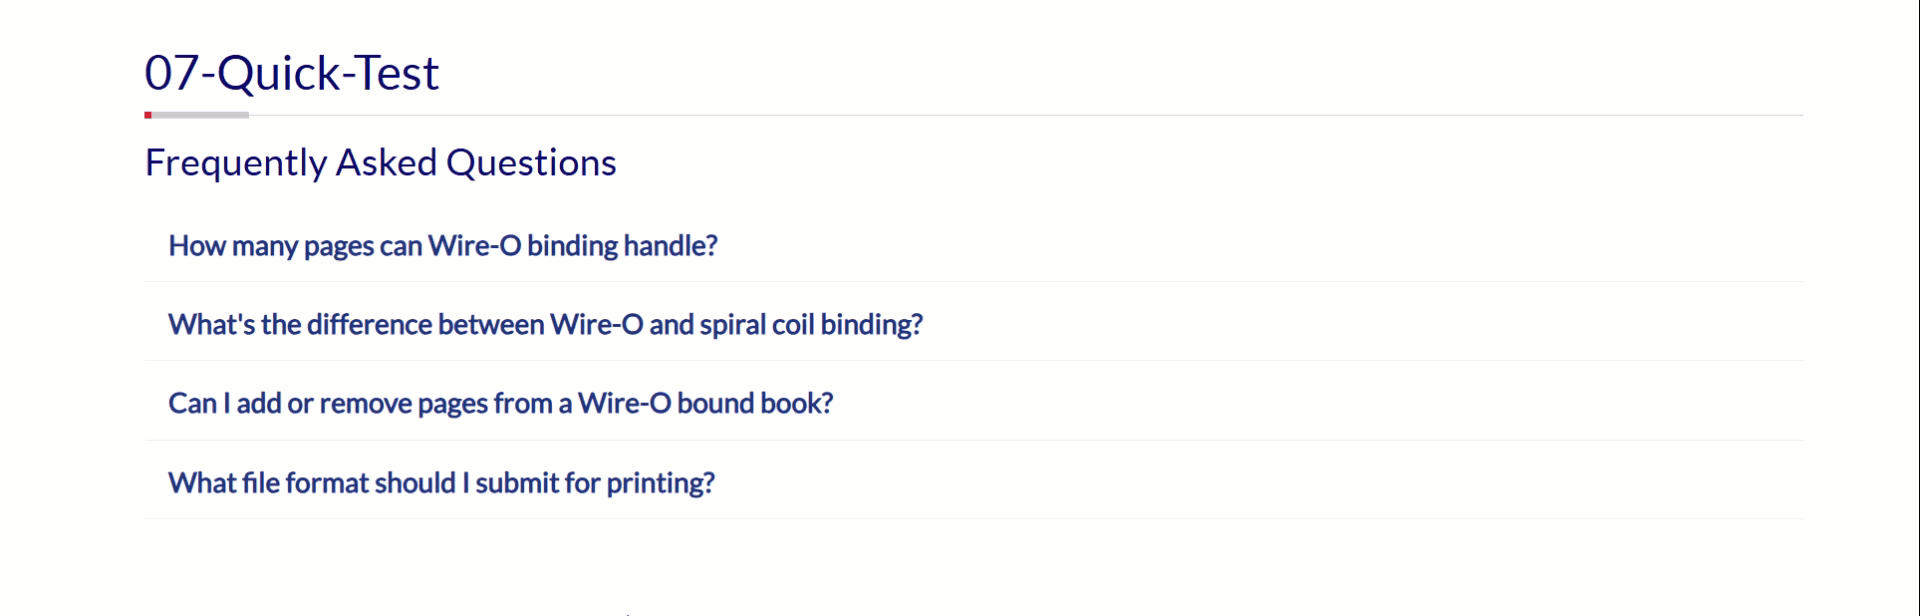 07-Quick-Test
Frequently Asked Questions
How many pages can Wire-O binding handle?
What's the difference between Wire-O and spiral coil binding?
Can I add or remove pages from a Wire-O bound book?
What file format should I submit for printing?